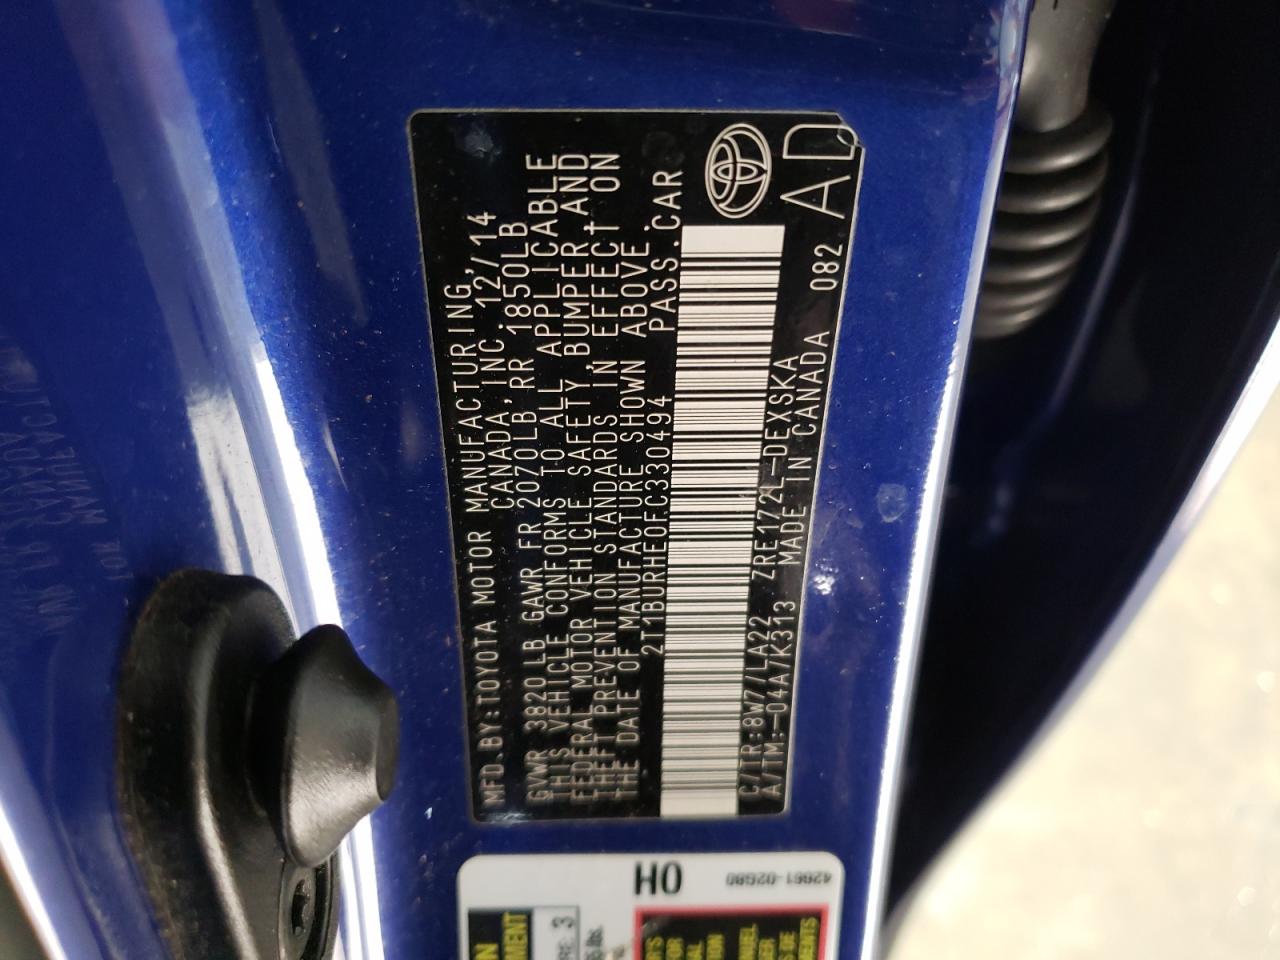 MFD.BY:TOYOTA MOTOR MANUFACTURING,
CANADA,INC. 12/14
GVWR 3820LB GAWR FR 2070LB RR 1850LB
THIS VEHICLE CONFORMS TO ALL APPLICABLE
FEDERAL MOTOR VEHICLE SAFETY,BUMPER,AND
THEFT PREVENTION STANDARDS IN EFFECT ON
THE DATE OF MANUFACTURE SHOWN ABOVE.
2T1BURHE0FC330494 PASS.CAR
C/TR:8W7/LA22 ZRE172L-DEXSKA
A/TM:-04A/K313 MADE IN CANADA 082
AD
OH
42661-02G80
3